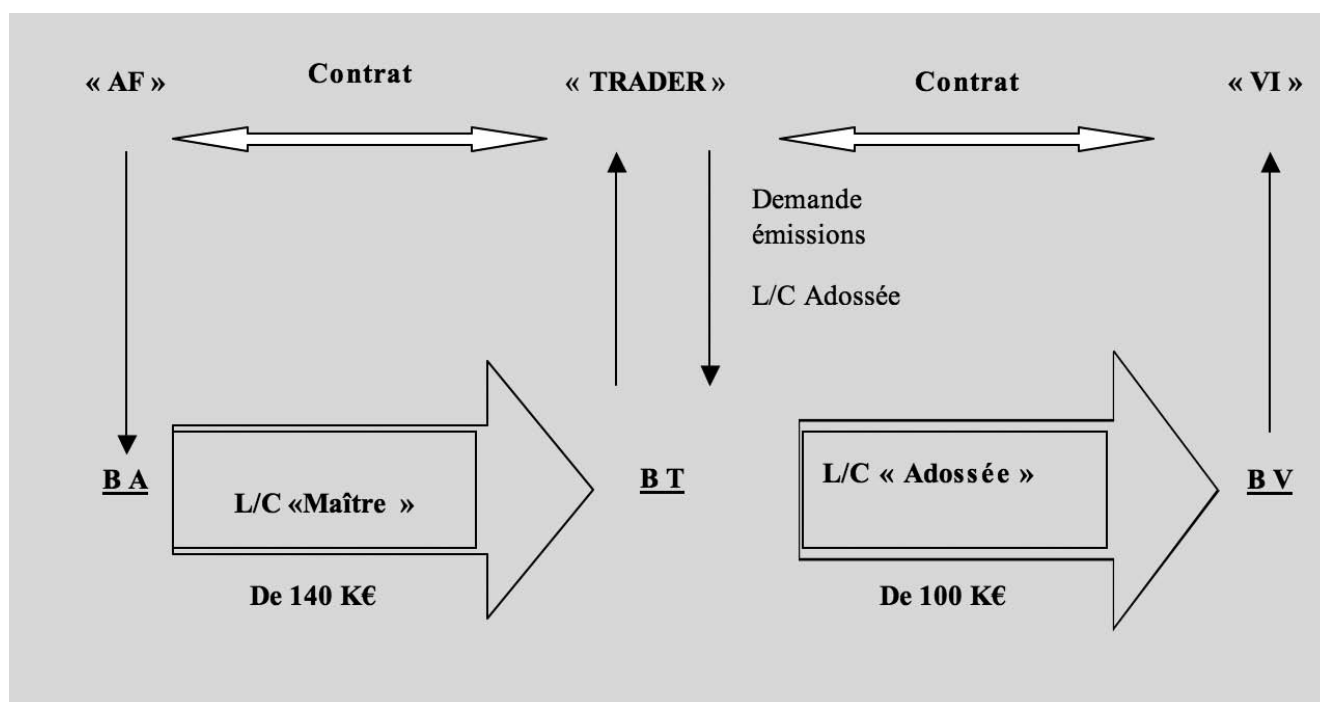 « AF »
Contrat
« TRADER »
Contrat
« VI »
Demande
émissions
L/C Adossée
B A
L/C «Maître »
B T
L/C « Adossée »
B V
De 140 K€
De 100 K€